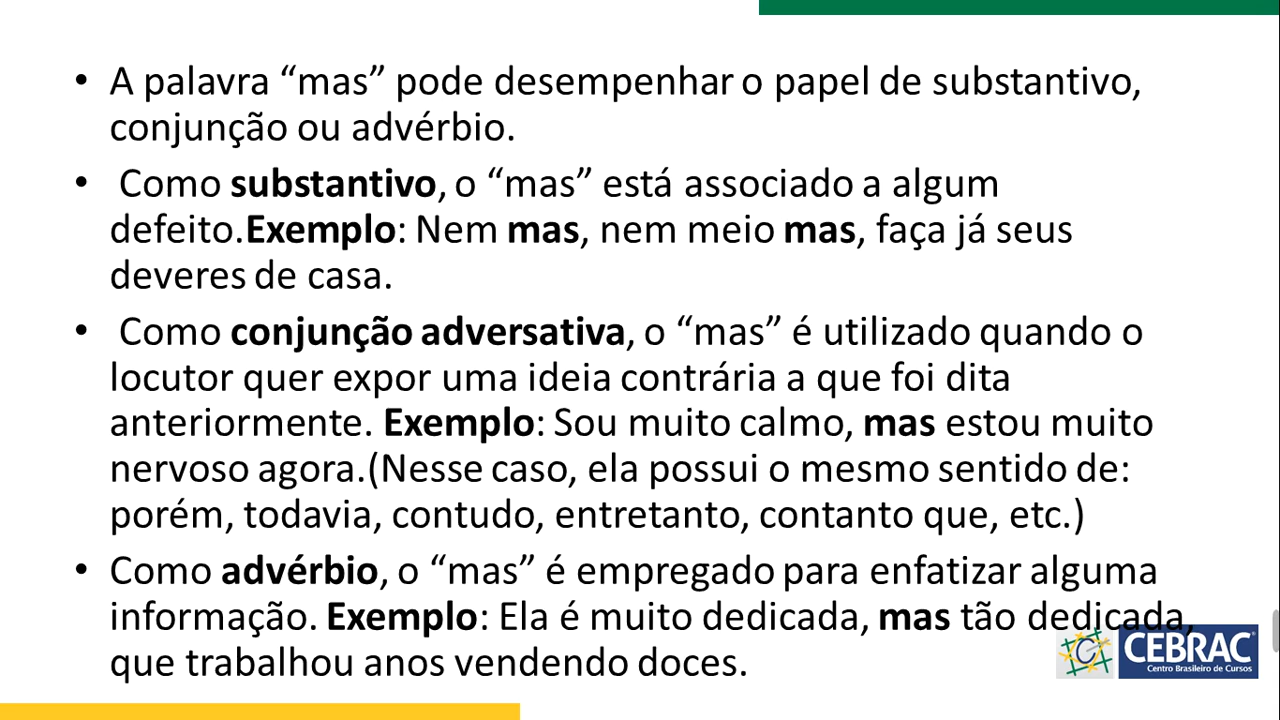 • A palavra “mas” pode desempenhar o papel de substantivo,
conjunção ou advérbio.
• Como substantivo, o “mas” está associado a algum
defeito.Exemplo: Nem mas, nem meio mas, faça já seus
deveres de casa.
• Como conjunção adversativa, o “mas” é utilizado quando o
locutor quer expor uma ideia contrária a que foi dita
anteriormente. Exemplo: Sou muito calmo, mas estou muito
nervoso agora.(Nesse caso, ela possui o mesmo sentido de:
porém, todavia, contudo, entretanto, contanto que, etc.)
• Como advérbio, o “mas” é empregado para enfatizar alguma
informação. Exemplo: Ela é muito dedicada, mas tão dedicada,
que trabalhou anos vendendo doces.
CEBRAC®
Centro Brasileiro de Cursos